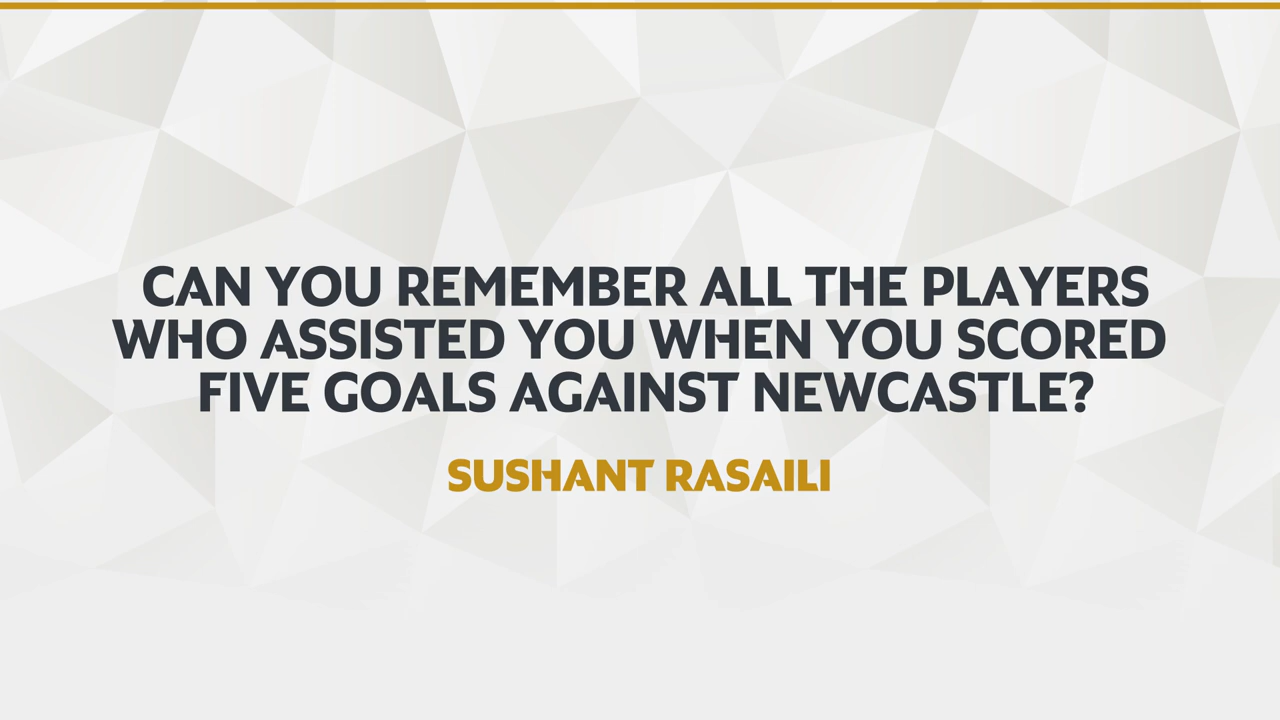 CAN YOU REMEMBER ALL THE PLAYERS
WHO ASSISTED YOU WHEN YOU SCORED
FIVE GOALS AGAINST NEWCASTLE?
SUSHANT RASAILI